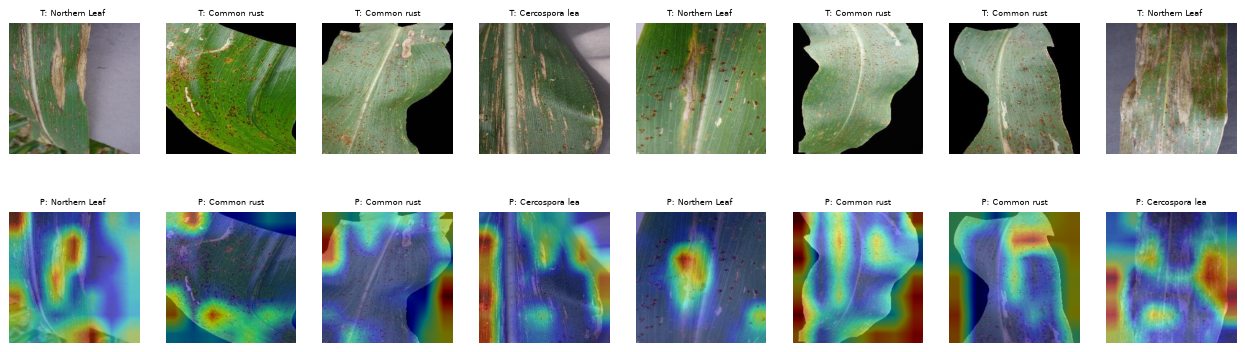 T: Northern Leaf
T: Common rust
T: Common rust
T: Cercospora lea
T: Northern Leaf
T: Common rust
T: Common rust
T: Northern Leaf
P: Northern Leaf
P: Common rust
P: Common rust
P: Cercospora lea
P: Northern Leaf
P: Common rust
P: Common rust
P: Cercospora lea